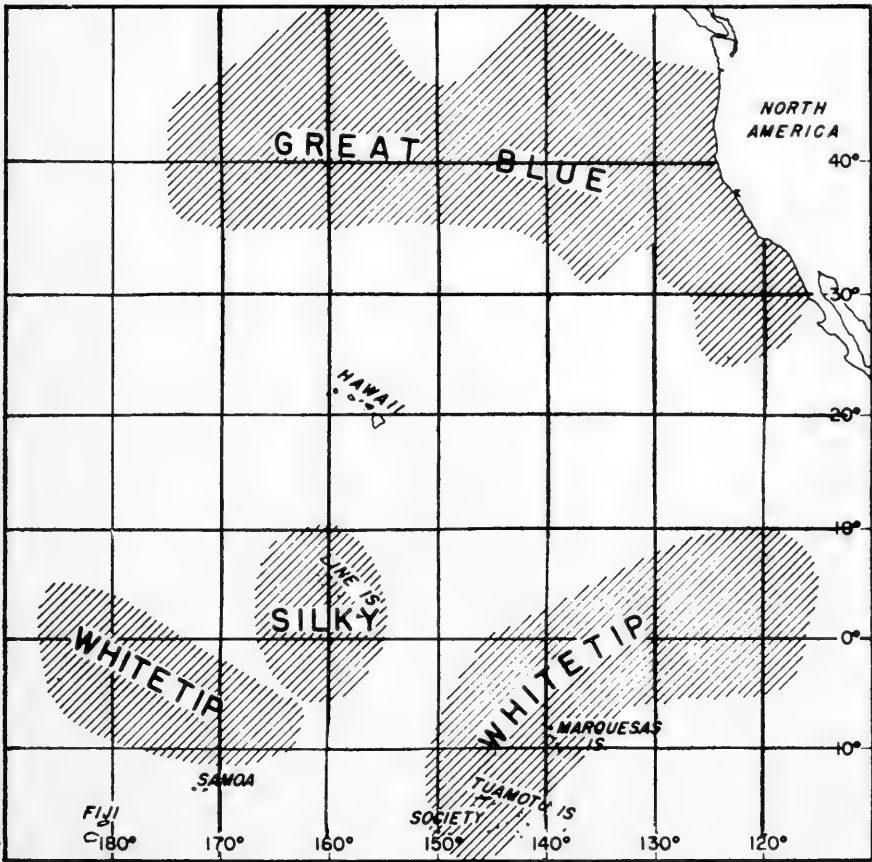 NORTH
AMERICA
GREAT BLUE
40°
30°
HAWAII
20°
10°
LINE IS
SILKY
0°
WHITETIP
WHITETIP
MARQUESAS
IS.
10°
SAMOA
TUAMOTU IS
FIJI
SOCIETY
180° 170° 160° 150° 140° 130° 120°